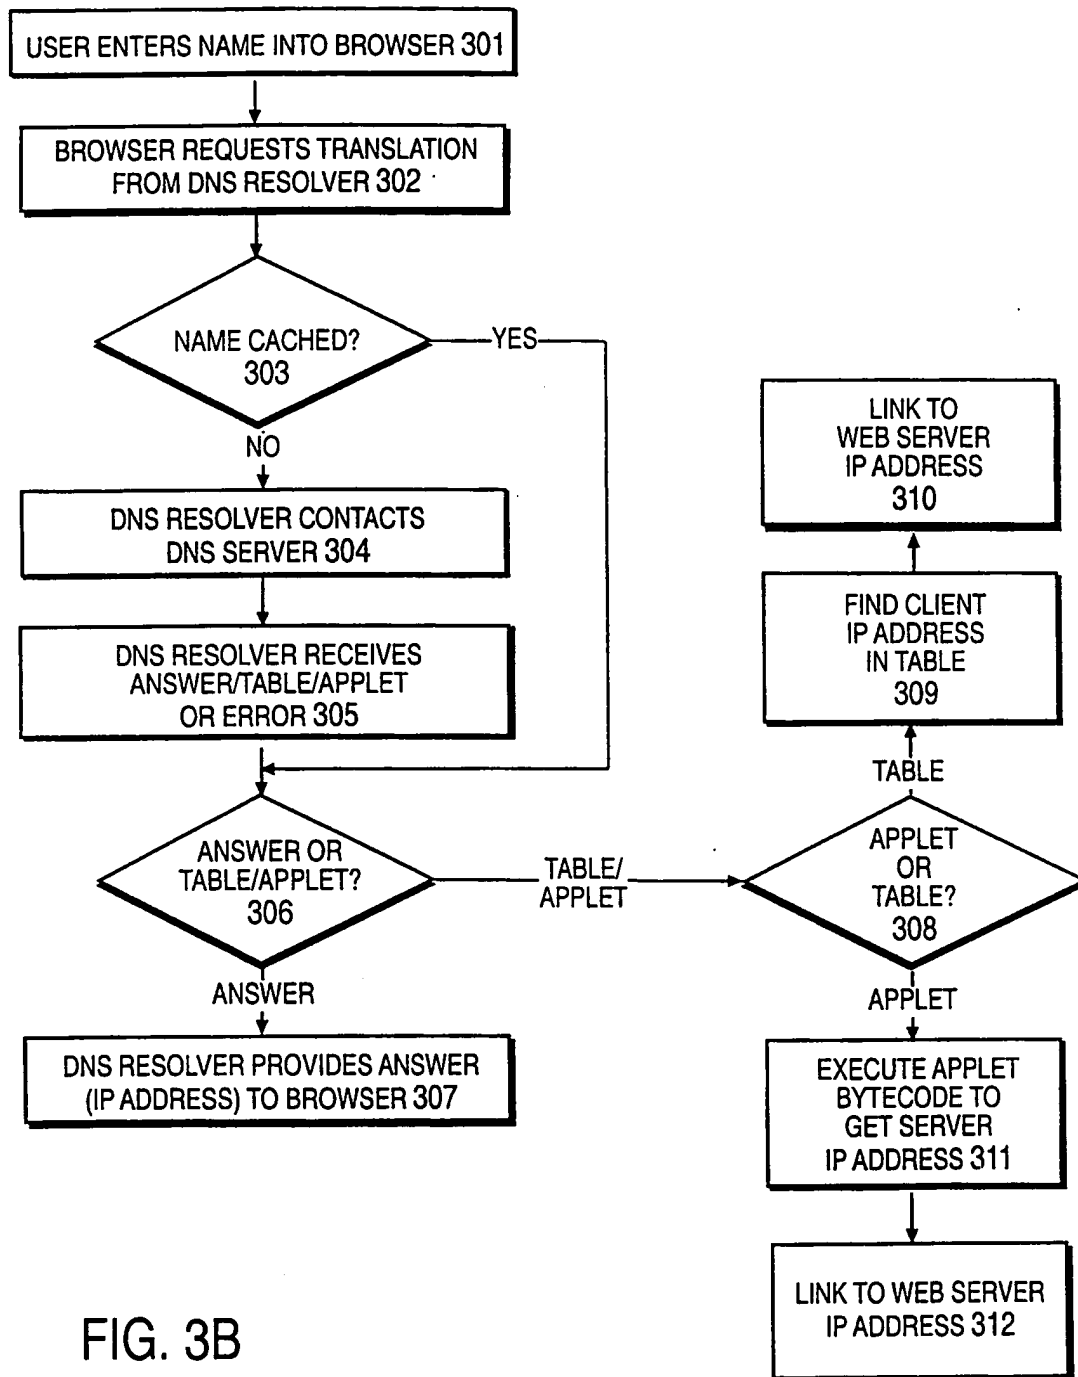 USER ENTERS NAME INTO BROWSER 301
BROWSER REQUESTS TRANSLATION
FROM DNS RESOLVER 302
NAME CACHED?
303
YES
NO
DNS RESOLVER CONTACTS
DNS SERVER 304
DNS RESOLVER RECEIVES
ANSWER/TABLE/APPLET
OR ERROR 305
ANSWER OR
TABLE/APPLET?
306
TABLE/
APPLET
ANSWER
DNS RESOLVER PROVIDES ANSWER
(IP ADDRESS) TO BROWSER 307
LINK TO
WEB SERVER
IP ADDRESS
310
FIND CLIENT
IP ADDRESS
IN TABLE
309
TABLE
APPLET
OR
TABLE?
308
APPLET
EXECUTE APPLET
BYTECODE TO
GET SERVER
IP ADDRESS 311
LINK TO WEB SERVER
IP ADDRESS 312
FIG. 3B